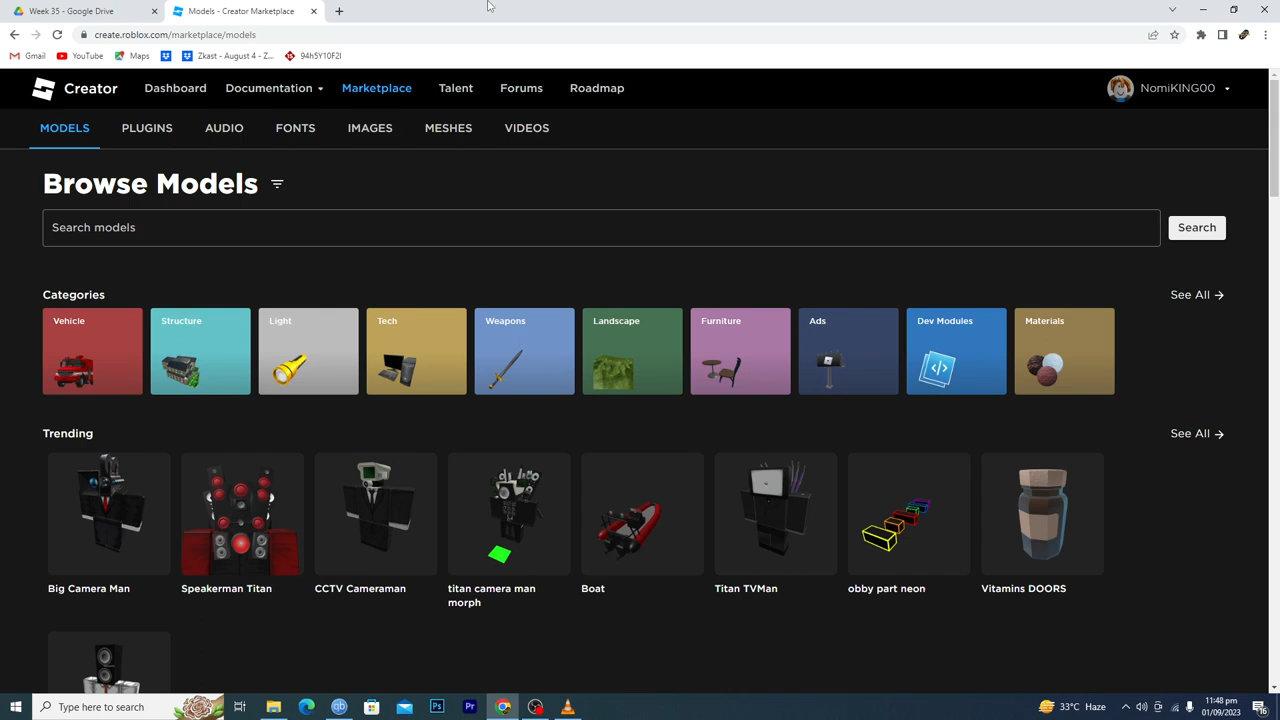 Week 35 - Google Drive
Models - Creator Marketplace
create.roblox.com/marketplace/models
Gmail
YouTube
Maps
Zkast - August 4 - Z...
94h5Y10F2I
Creator
Dashboard
Documentation
Marketplace
Talent
Forums
Roadmap
NomiKING00
MODELS
PLUGINS
AUDIO
FONTS
IMAGES
MESHES
VIDEOS
Browse Models
Search models
Search
Categories
See All
Vehicle
Structure
Light
Tech
Weapons
Landscape
Furniture
Ads
Dev Modules
Materials
Trending
See All
Big Camera Man
Speakerman Titan
CCTV Cameraman
titan camera man
morph
Boat
Titan TVMan
obby part neon
Vitamins DOORS
Type here to search
33°C Haze
11:48 pm
01/09/2023